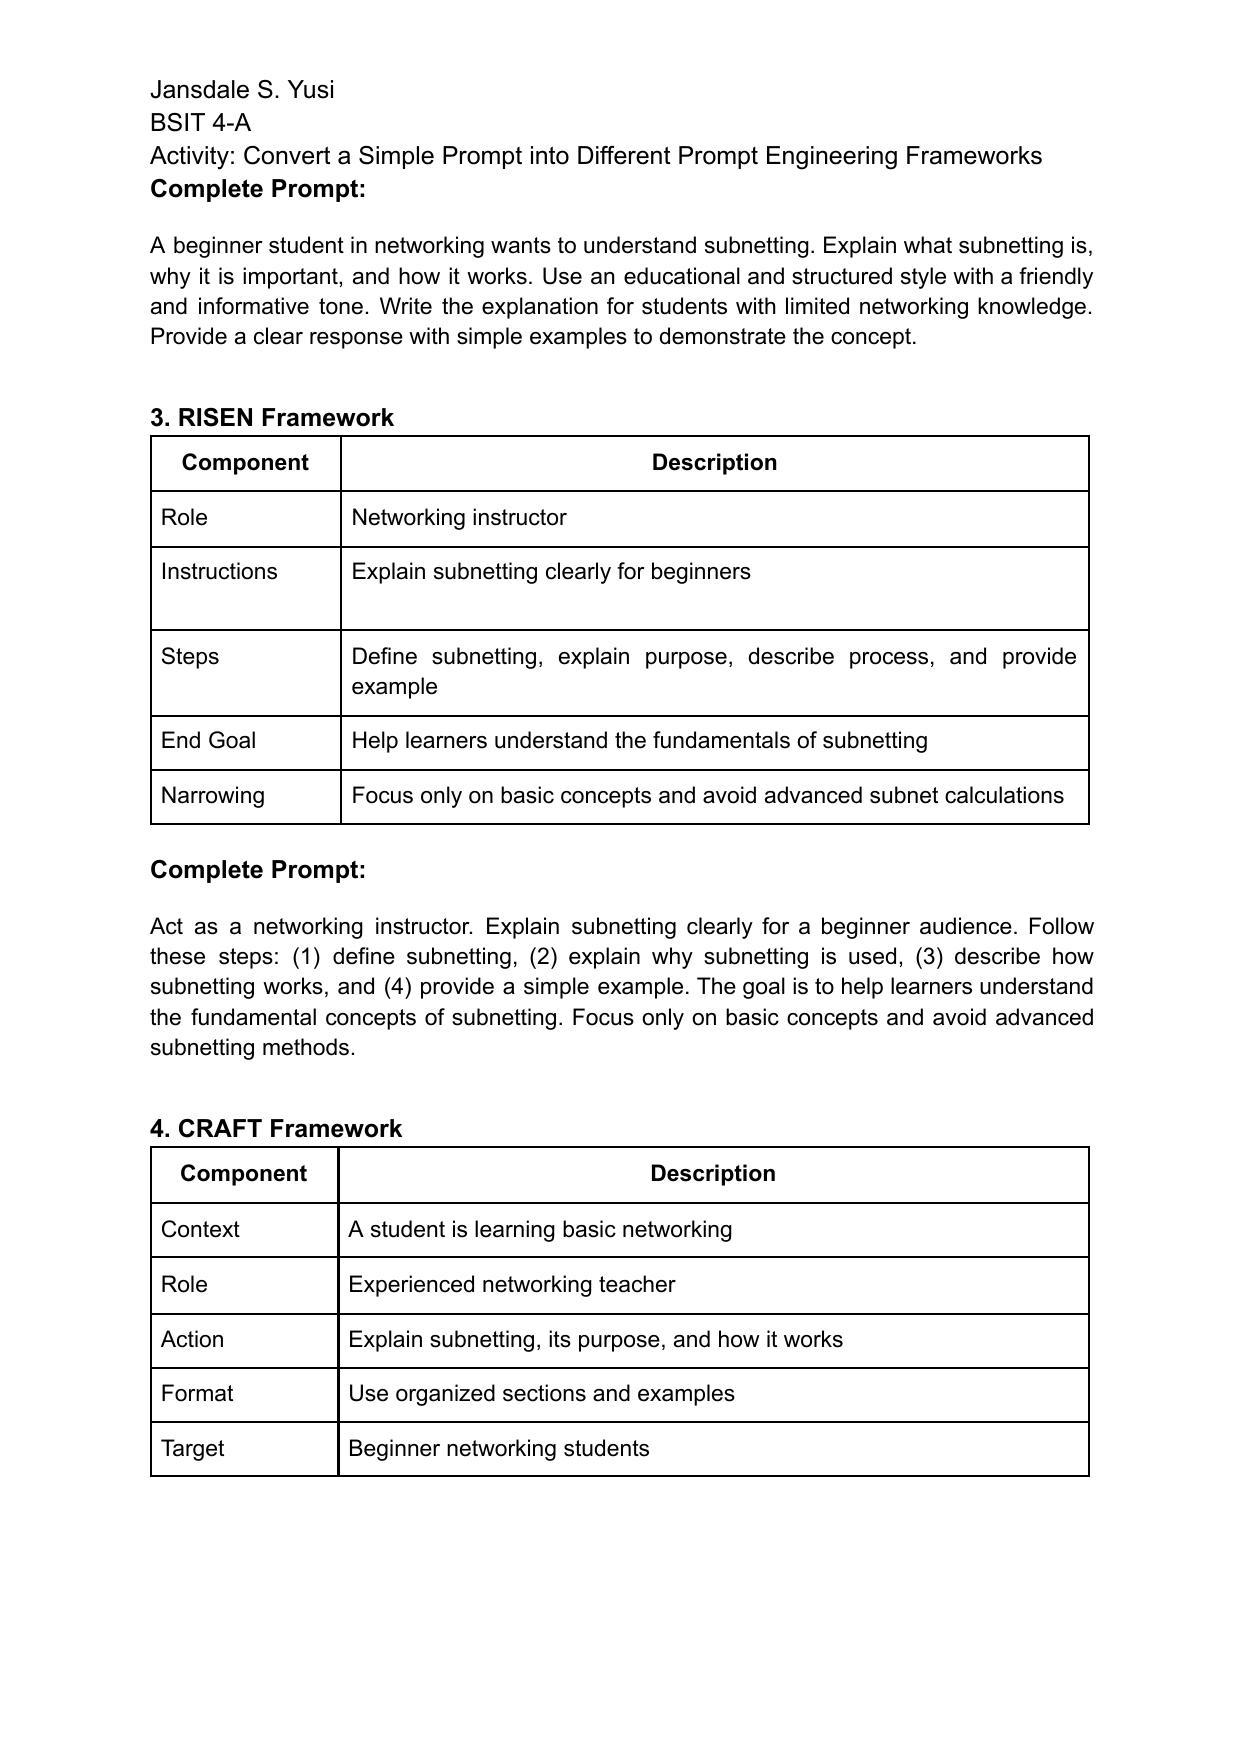 Jansdale S. Yusi
BSIT 4-A
Activity: Convert a Simple Prompt into Different Prompt Engineering Frameworks
Complete Prompt:
A beginner student in networking wants to understand subnetting. Explain what subnetting is,
why it is important, and how it works. Use an educational and structured style with a friendly
and informative tone. Write the explanation for students with limited networking knowledge.
Provide a clear response with simple examples to demonstrate the concept.
3. RISEN Framework
Component Description
Role Networking instructor
Instructions Explain subnetting clearly for beginners
Steps Define subnetting, explain purpose, describe process, and provide
example
End Goal Help learners understand the fundamentals of subnetting
Narrowing Focus only on basic concepts and avoid advanced subnet calculations
Complete Prompt:
Act as a networking instructor. Explain subnetting clearly for a beginner audience. Follow
these steps: (1) define subnetting, (2) explain why subnetting is used, (3) describe how
subnetting works, and (4) provide a simple example. The goal is to help learners understand
the fundamental concepts of subnetting. Focus only on basic concepts and avoid advanced
subnetting methods.
4. CRAFT Framework
Component Description
Context A student is learning basic networking
Role Experienced networking teacher
Action Explain subnetting, its purpose, and how it works
Format Use organized sections and examples
Target Beginner networking students